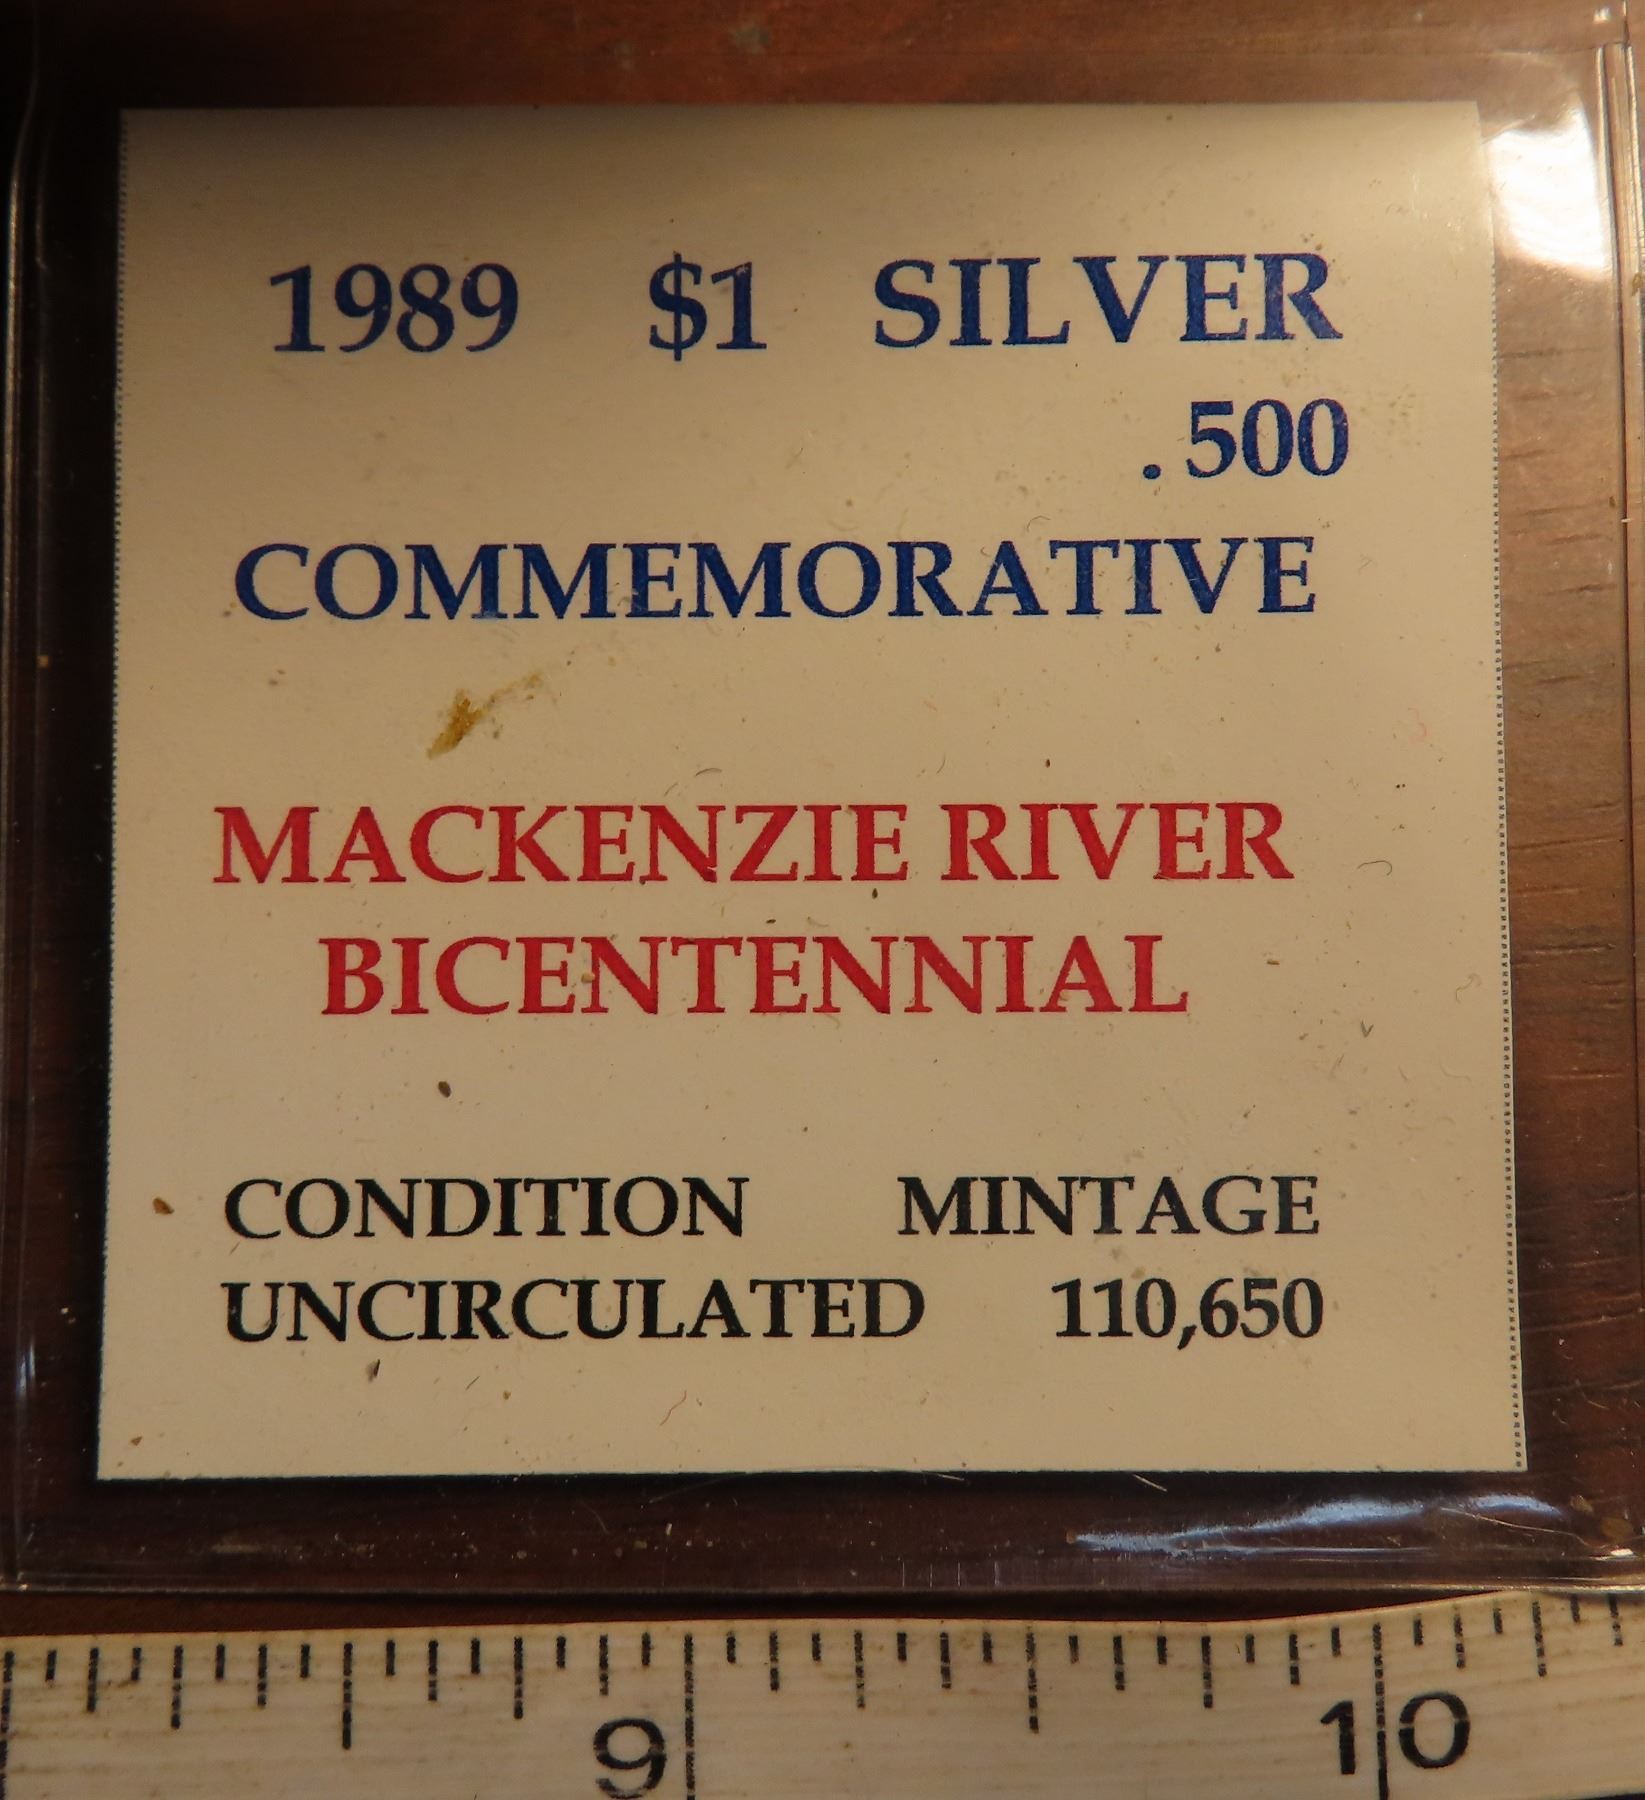 1989 $1 SILVER
.500
COMMEMORATIVE
MACKENZIE RIVER
BICENTENNIAL
CONDITION MINTAGE
UNCIRCULATED 110,650
9 10